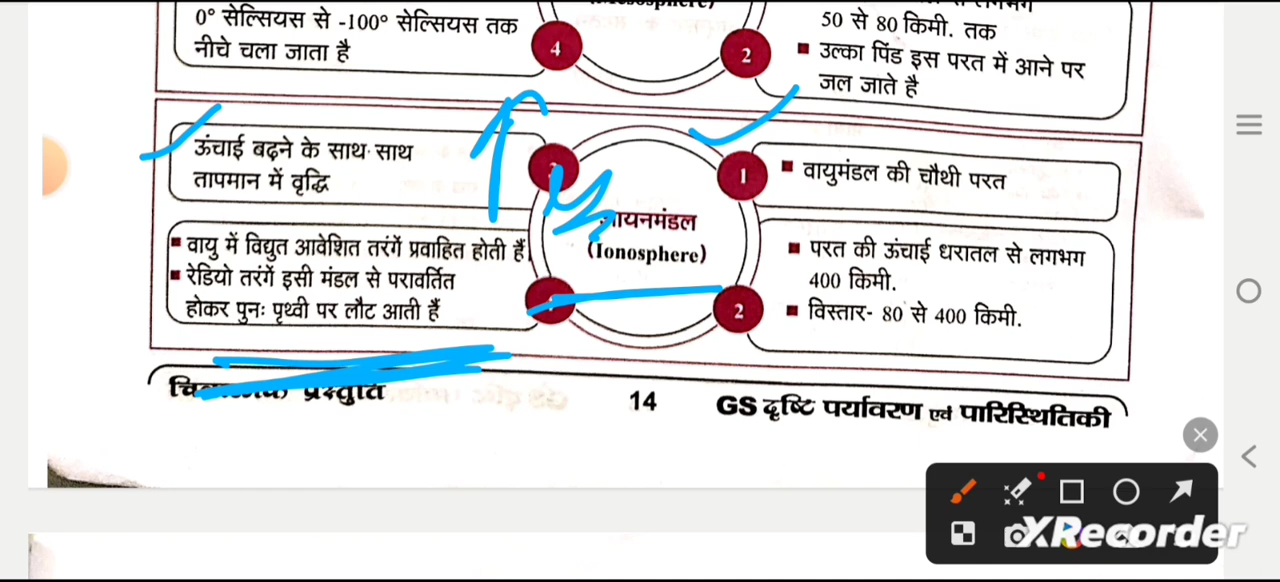 0° सेल्सियस से -100° सेल्सियस तक
नीचे चला जाता है
4
2
50 से 80 किमी. तक
उल्का पिंड इस परत में आने पर
जल जाते है
ऊंचाई बढ़ने के साथ साथ
तापमान में वृद्धि
1
वायुमंडल की चौथी परत
(Ionosphere)
वायु में विद्युत आवेशित तरंगें प्रवाहित होती हैं
रेडियो तरंगें इसी मंडल से परावर्तित
होकर पुनः पृथ्वी पर लौट आती हैं
2
परत की ऊंचाई धरातल से लगभग
400 किमी.
विस्तार- 80 से 400 किमी.
प्रस्तुति
14
GS दृष्टि पर्यावरण एवं पारिस्थितिकी
XRecorder